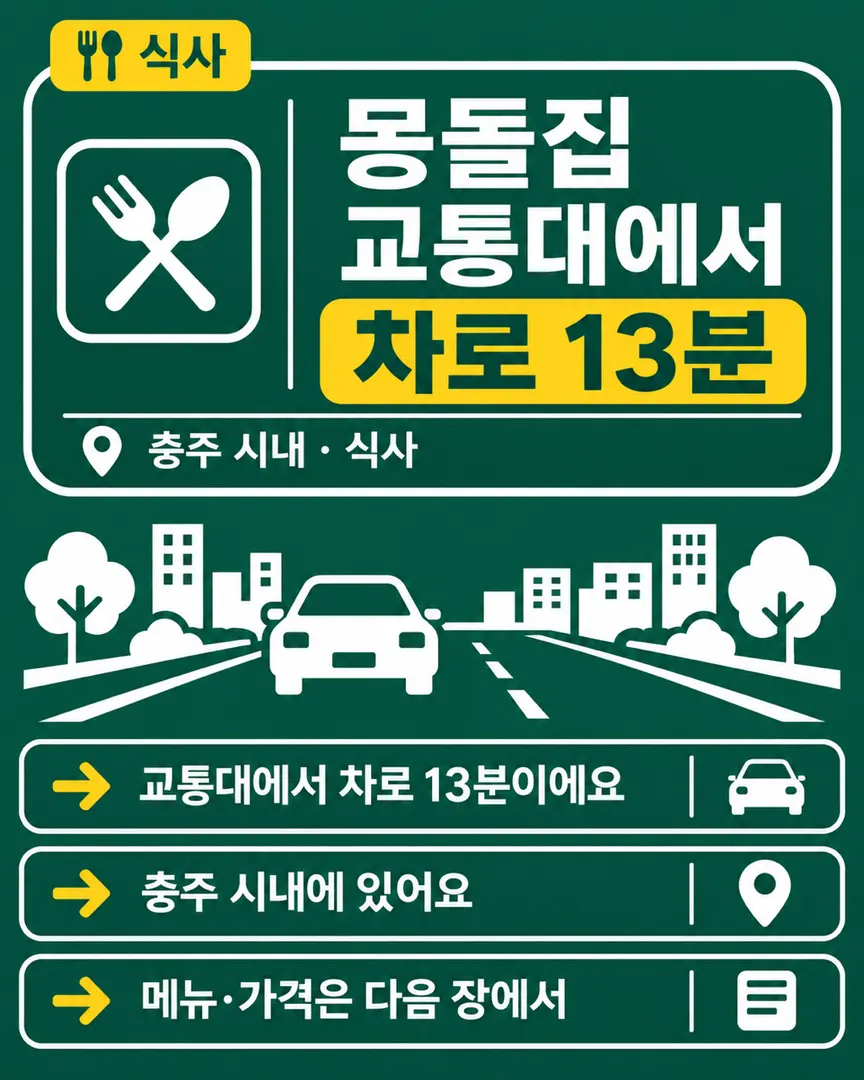 식사
몽돌집
교통대에서
차로 13분
충주 시내 · 식사
교통대에서 차로 13분이에요
충주 시내에 있어요
메뉴·가격은 다음 장에서